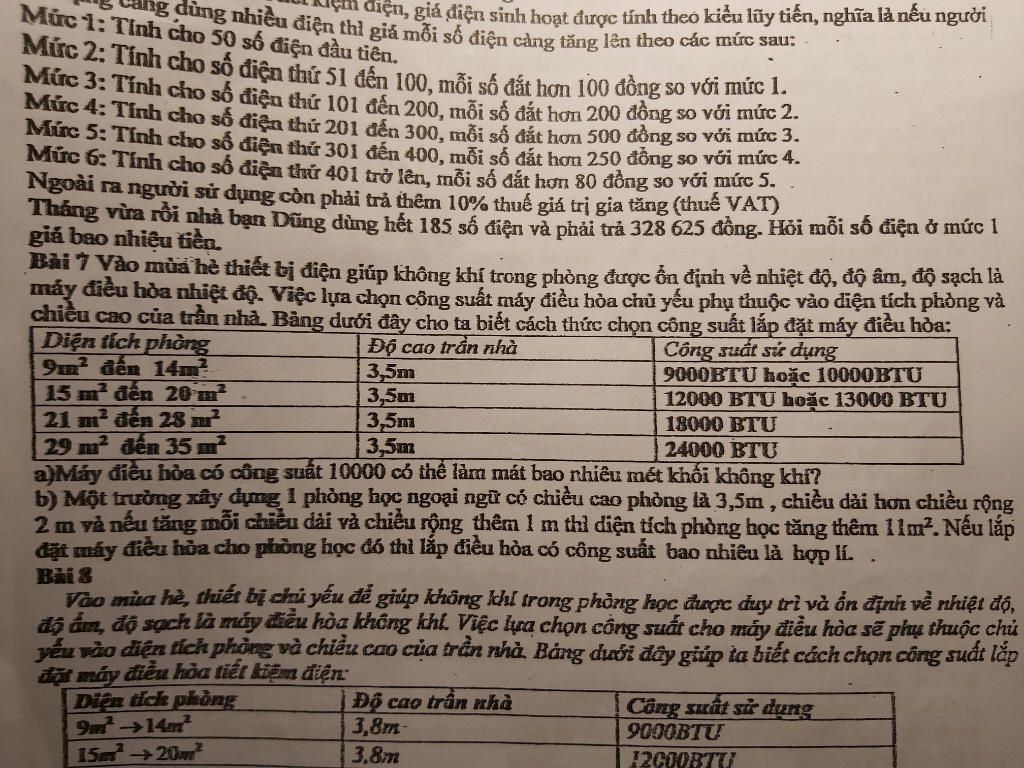 càng dùng nhiều điện thì giá mỗi số điện càng tăng lên theo các mức sau:
kiệm điện, giá điện sinh hoạt được tính theo kiểu lũy tiến, nghĩa là nếu người
Mức 1: Tính cho 50 số điện đầu tiên.
Mức 2: Tính cho số điện thứ 51 đến 100, mỗi số đắt hơn 100 đồng so với mức 1.
Mức 3: Tính cho số điện thứ 101 đến 200, mỗi số đắt hơn 200 đồng so với mức 2.
Mức 4: Tính cho số điện thứ 201 đến 300, mỗi số đắt hơn 500 đồng so với mức 3.
Mức 5: Tính cho số điện thứ 301 đến 400, mỗi số đắt hơn 250 đồng so với mức 4.
Mức 6: Tính cho số điện thứ 401 trở lên, mỗi số đắt hơn 80 đồng so với mức 5.
Ngoài ra người sử dụng còn phải trả thêm 10% thuế giá trị gia tăng (thuế VAT)
Tháng vừa rồi nhà bạn Dũng dùng hết 185 số điện và phải trả 328 625 đồng. Hỏi mỗi số điện ở mức 1
giá bao nhiêu tiền.
Bài 7 Vào mùa hè thiết bị điện giúp không khí trong phòng được ổn định về nhiệt độ, độ âm, độ sạch là
máy điều hòa nhiệt độ. Việc lựa chọn công suất máy điều hòa chủ yếu phụ thuộc vào diện tích phòng và
chiều cao của trần nhà. Bảng dưới đây cho ta biết cách thức chọn công suất lắp đặt máy điều hòa:
Diện tích phòng Độ cao trần nhà Công suất sử dụng
9m² đến 14m² 3,5m 9000BTU hoặc 10000BTU
15 m² đến 20 m² 3,5m 12000 BTU hoặc 13000 BTU
21 m² đến 28 m² 3,5m 18000 BTU
29 m² đến 35 m² 3,5m 24000 BTU
a)Máy điều hòa có công suất 10000 có thể làm mát bao nhiêu mét khối không khí?
b) Một trường xây dựng 1 phòng học ngoại ngữ có chiều cao phòng là 3,5m , chiều dài hơn chiều rộng
2 m và nếu tăng mỗi chiều dài và chiều rộng thêm 1 m thì diện tích phòng học tăng thêm 11m². Nếu lắp
đặt máy điều hòa cho phòng học đó thì lắp điều hòa có công suất bao nhiêu là hợp lí.
Bài 8
Vào mùa hè, thiết bị chủ yếu để giúp không khí trong phòng học được duy trì và ổn định về nhiệt độ,
độ ẩm, độ sạch là máy điều hòa không khí. Việc lựa chọn công suất cho máy điều hòa sẽ phụ thuộc chủ
yếu vào diện tích phòng và chiều cao của trần nhà. Bảng dưới đây giúp ta biết cách chọn công suất lắp
đặt máy điều hòa tiết kiệm điện:
Diện tích phòng Độ cao trần nhà Công suất sử dụng
9m² →14m² 3,8m 9000BTU
15m² →20m² 3,8m 12000BTU